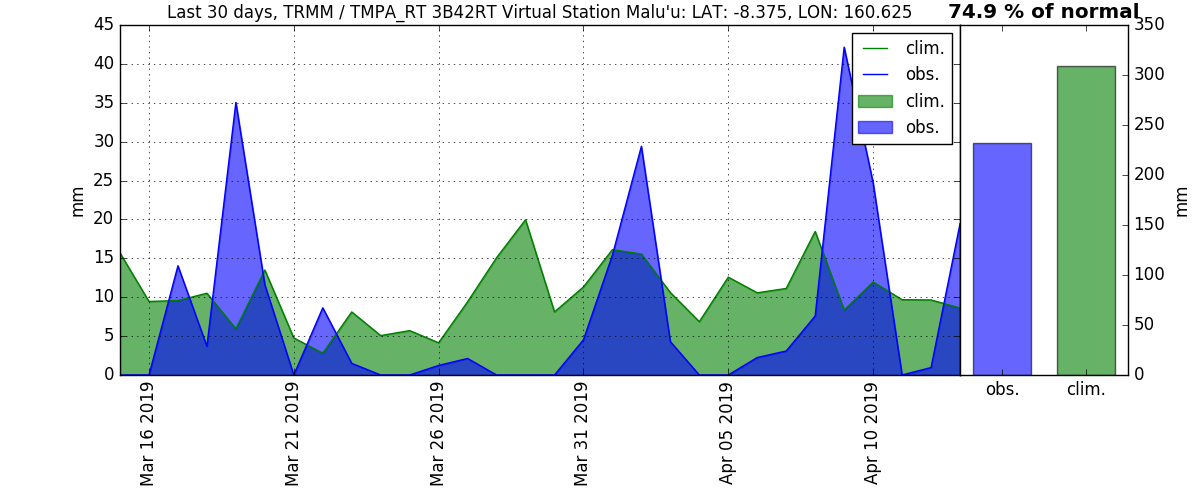 Last 30 days, TRMM / TMPA_RT 3B42RT Virtual Station Malu'u: LAT: -8.375, LON: 160.625
74.9 % of normal
45
40
35
30
25
20
15
10
5
0
mm
clim.
obs.
clim.
obs.
350
300
250
200
150
100
50
0
mm
obs.
clim.
Mar 16 2019
Mar 21 2019
Mar 26 2019
Mar 31 2019
Apr 05 2019
Apr 10 2019